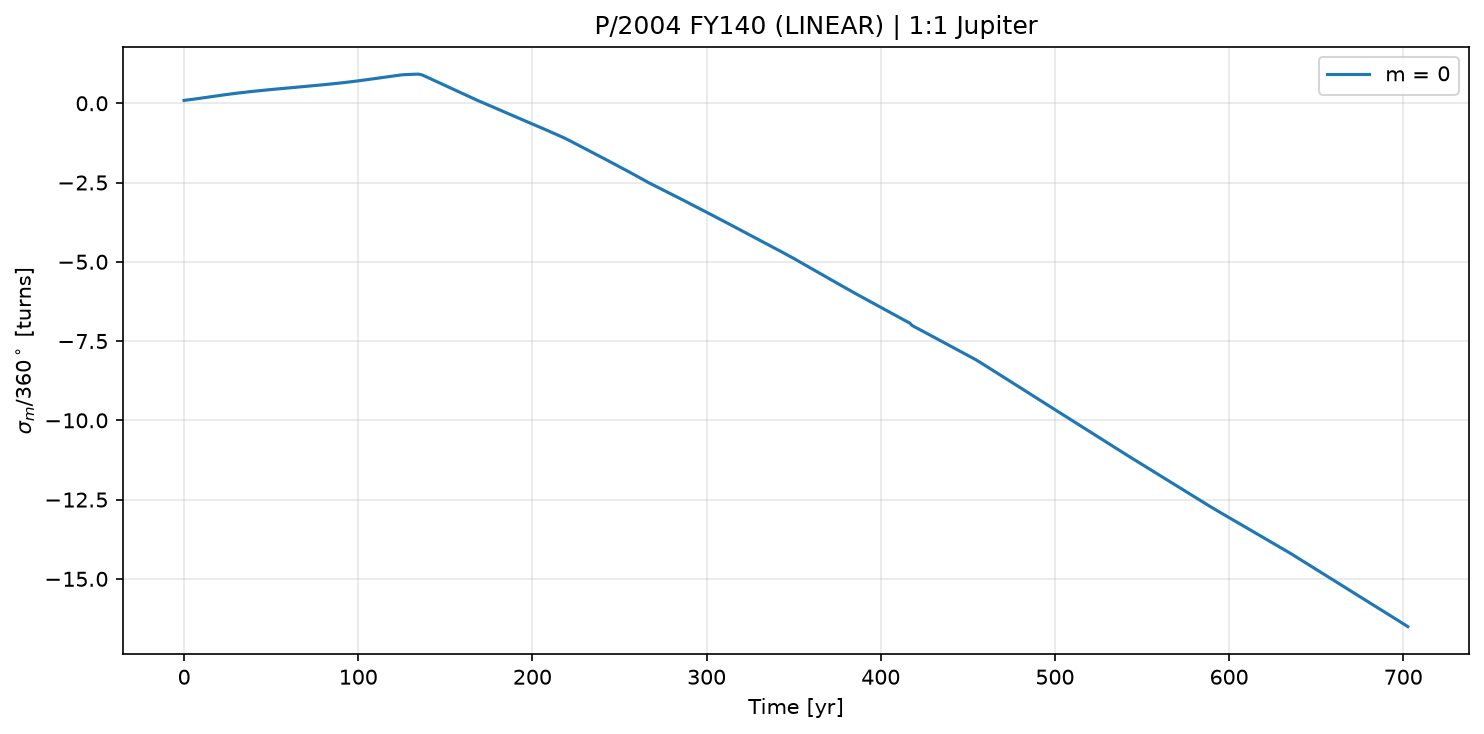 P/2004 FY140 (LINEAR) | 1:1 Jupiter
m = 0
0.0
−2.5
−5.0
−7.5
−10.0
−12.5
−15.0
σₘ/360° [turns]
0 100 200 300 400 500 600 700
Time [yr]